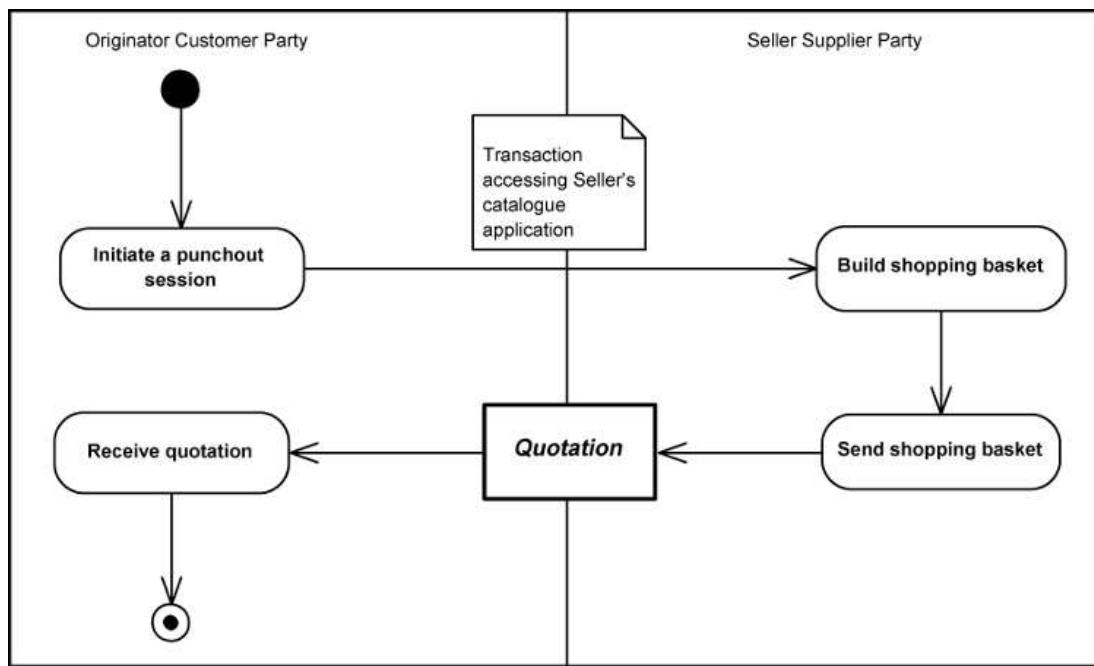 Originator Customer Party
Seller Supplier Party
Transaction
accessing Seller's
catalogue
application
Initiate a punchout
session
Build shopping basket
Receive quotation
Quotation
Send shopping basket